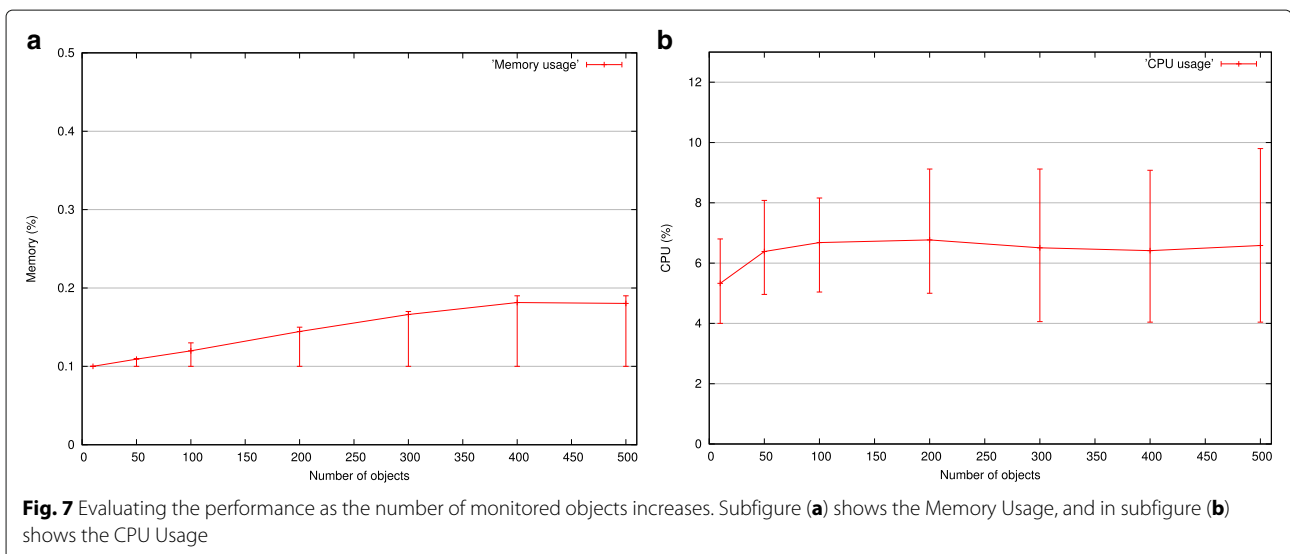 a
0.5
0.4
0.3
0.2
0.1
0
Memory (%)
'Memory usage'
0 50 100 150 200 250 300 350 400 450 500
Number of objects
b
12
10
8
6
4
2
0
CPU (%)
'CPU usage'
0 50 100 150 200 250 300 350 400 450 500
Number of objects
Fig. 7 Evaluating the performance as the number of monitored objects increases. Subfigure (a) shows the Memory Usage, and in subfigure (b)
shows the CPU Usage